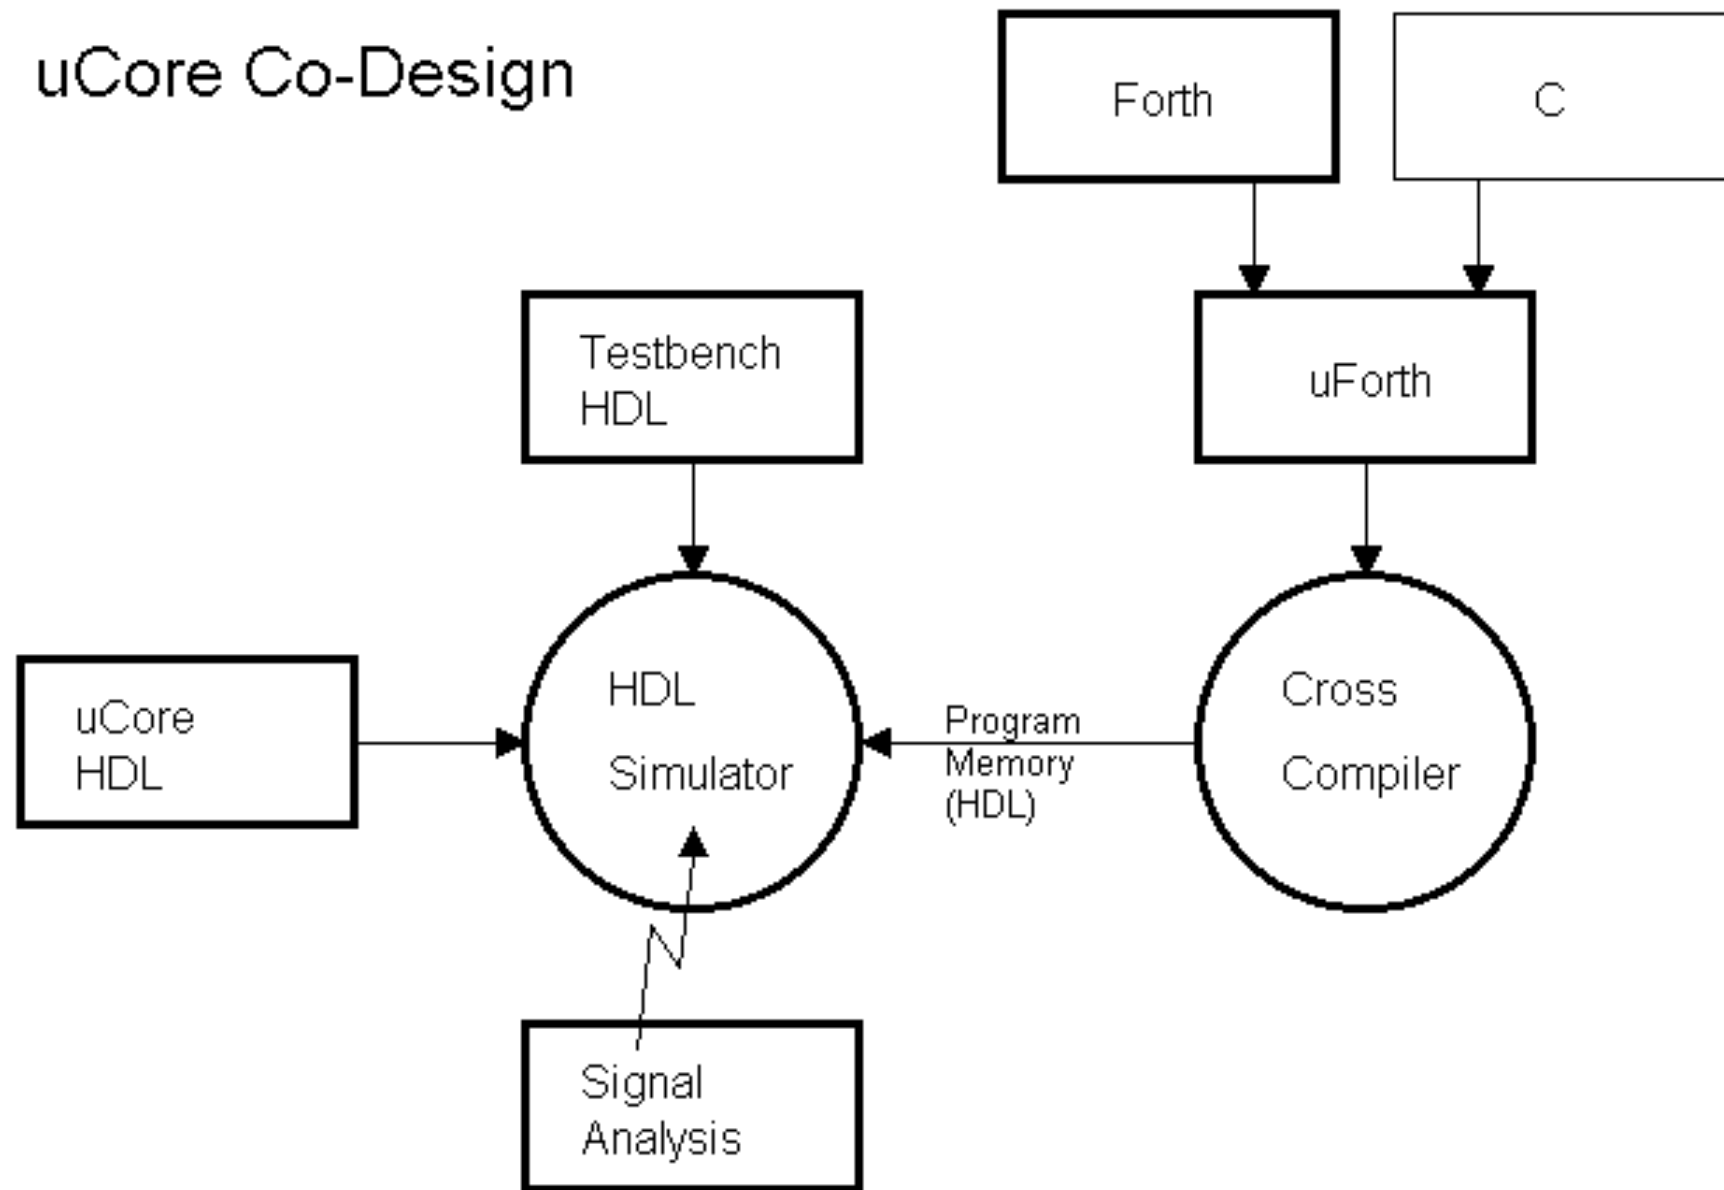 uCore Co-Design
Forth
C
Testbench
HDL
uForth
uCore
HDL
HDL
Simulator
Program
Memory
(HDL)
Cross
Compiler
Signal
Analysis